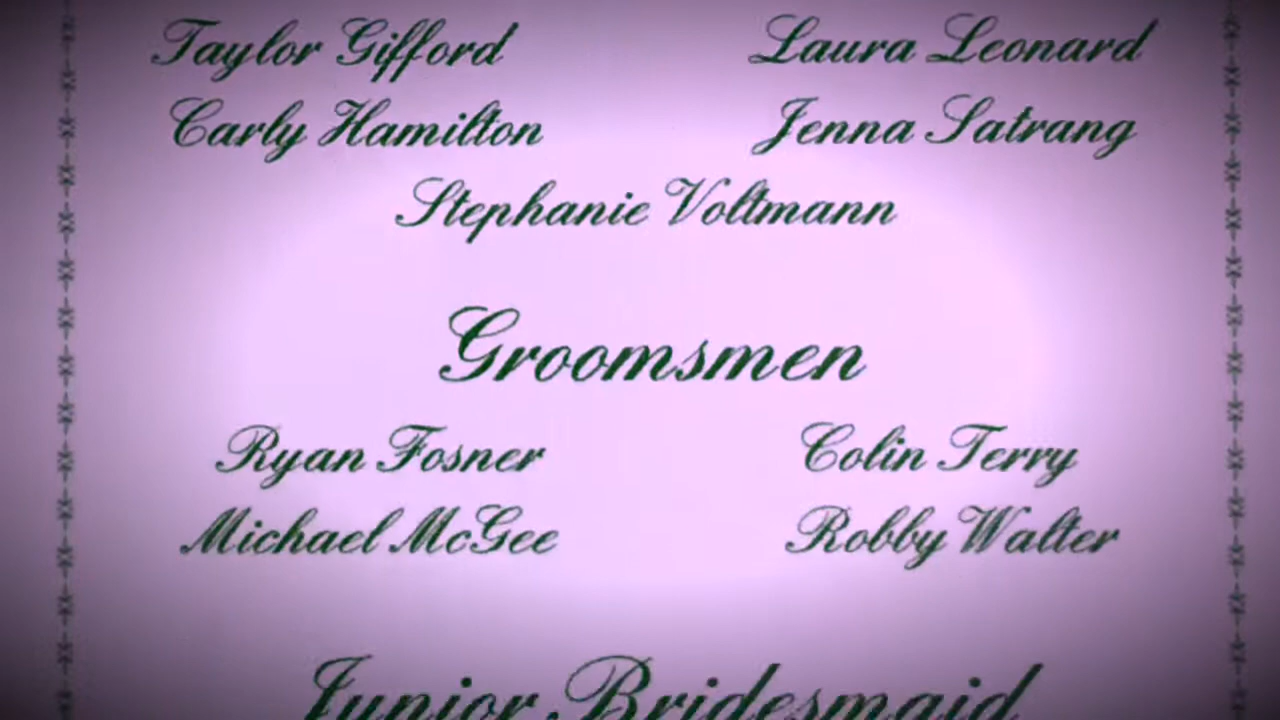 Taylor Gifford Laura Leonard
Carly Hamilton Jenna Satrang
Stephanie Voltmann
Groomsmen
Ryan Fosner Colin Terry
Michael McGee Robby Walter
Junior Bridesmaid